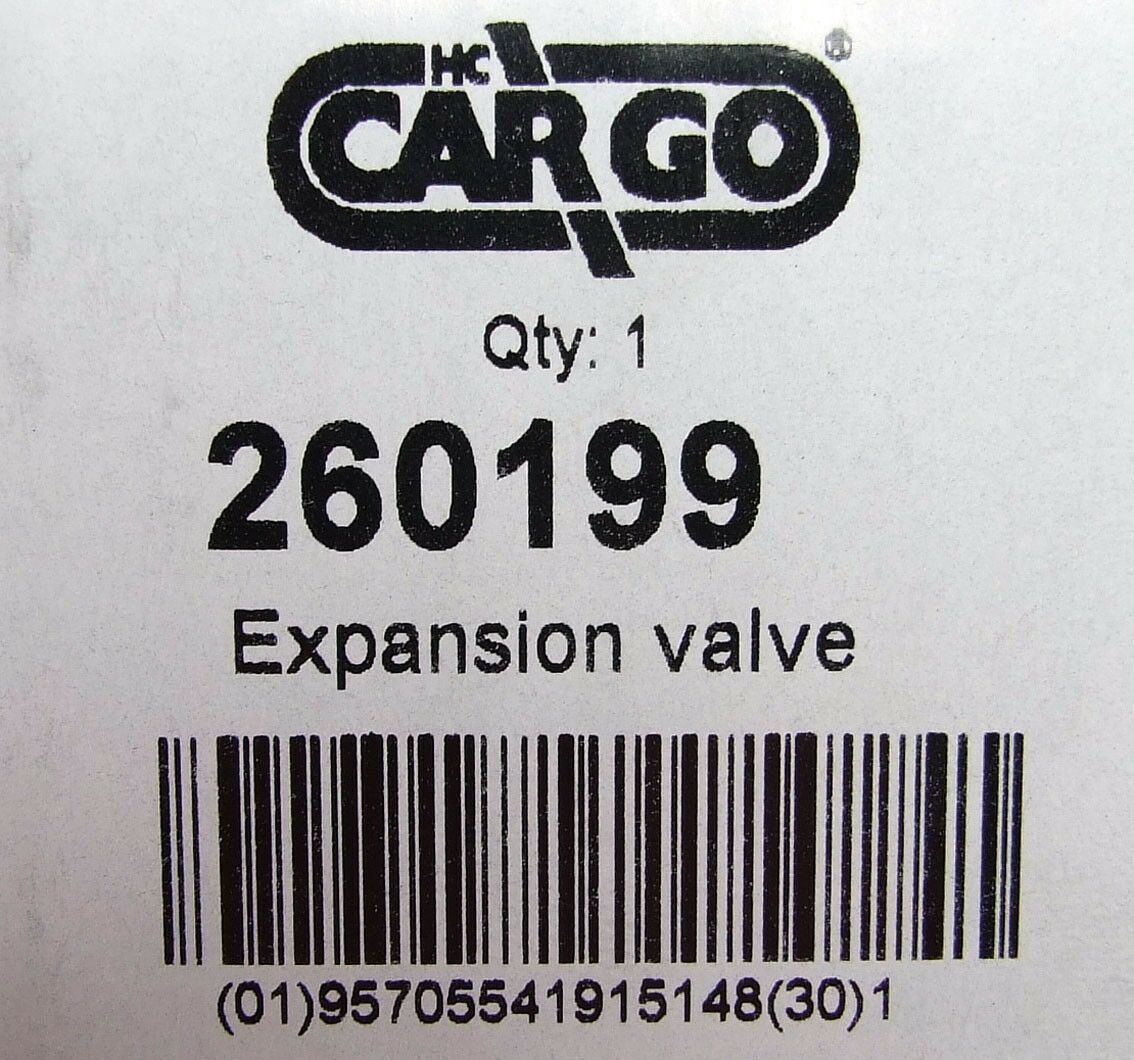 HC
CARGO®
Qty: 1
260199
Expansion valve
(01)95705541915148(30)1